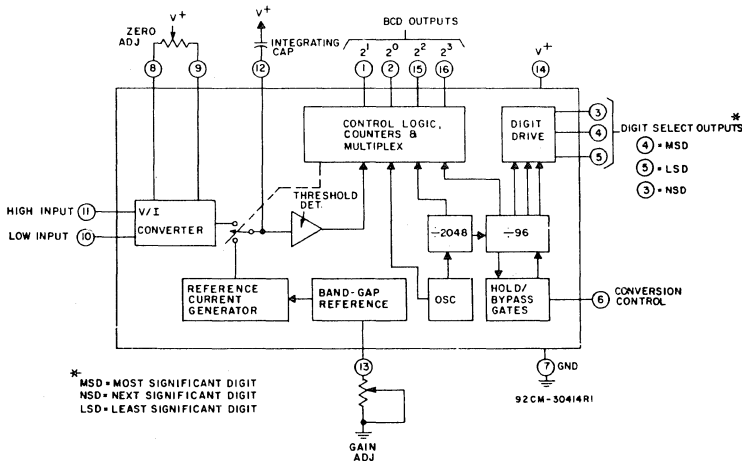 V+
ZERO
ADJ
V+
INTEGRATING
CAP
BCD OUTPUTS
2¹ 2⁰ 2² 2³
V+
8 9 12 1 2 15 16 14
CONTROL LOGIC,
COUNTERS &
MULTIPLEX
DIGIT
DRIVE
3
4
5
DIGIT SELECT OUTPUTS*
4 = MSD
5 = LSD
3 = NSD
HIGH INPUT 11
LOW INPUT 10
V/I
CONVERTER
THRESHOLD
DET.
÷2048
÷96
REFERENCE
CURRENT
GENERATOR
BAND-GAP
REFERENCE
OSC
HOLD/
BYPASS
GATES
6 CONVERSION
CONTROL
13
7 GND
*
MSD = MOST SIGNIFICANT DIGIT
NSD = NEXT SIGNIFICANT DIGIT
LSD = LEAST SIGNIFICANT DIGIT
92CM-30414R1
GAIN
ADJ